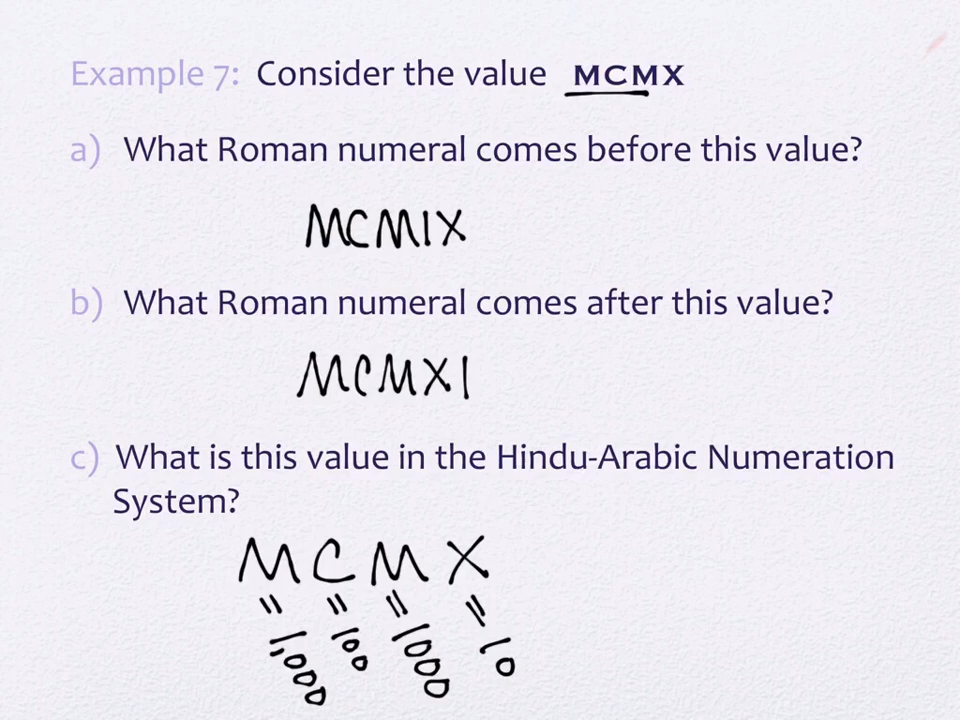 Example 7: Consider the value MCMX
a) What Roman numeral comes before this value?
MCMIX
b) What Roman numeral comes after this value?
MCMXI
c) What is this value in the Hindu-Arabic Numeration
System?
M C M X
= = = =
1,000 100 1000 10